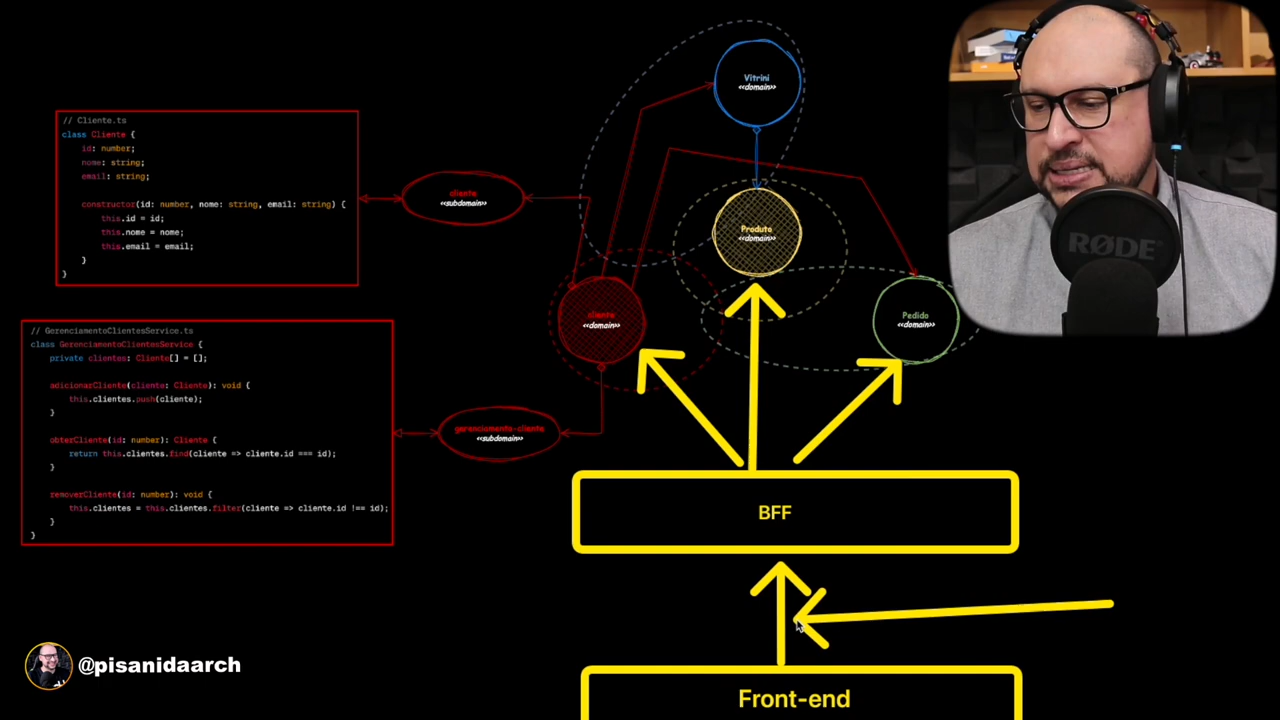 // Cliente.ts
class Cliente {
id: number;
nome: string;
email: string;
constructor(id: number, nome: string, email: string) {
this.id = id;
this.nome = nome;
this.email = email;
}
}
// GerenciamentoClientesService.ts
class GerenciamentoClientesService {
private clientes: Cliente[] = [];
adicionarCliente(cliente: Cliente): void {
this.clientes.push(cliente);
}
obterCliente(id: number): Cliente {
return this.clientes.find(cliente => cliente.id === id);
}
removerCliente(id: number): void {
this.clientes = this.clientes.filter(cliente => cliente.id !== id);
}
}
cliente
<<subdomain>>
gerenciamento-cliente
<<subdomain>>
Vitrini
<<domain>>
Produto
<<domain>>
cliente
<<domain>>
Pedido
<<domain>>
BFF
Front-end
RØDE
@pisanidaarch